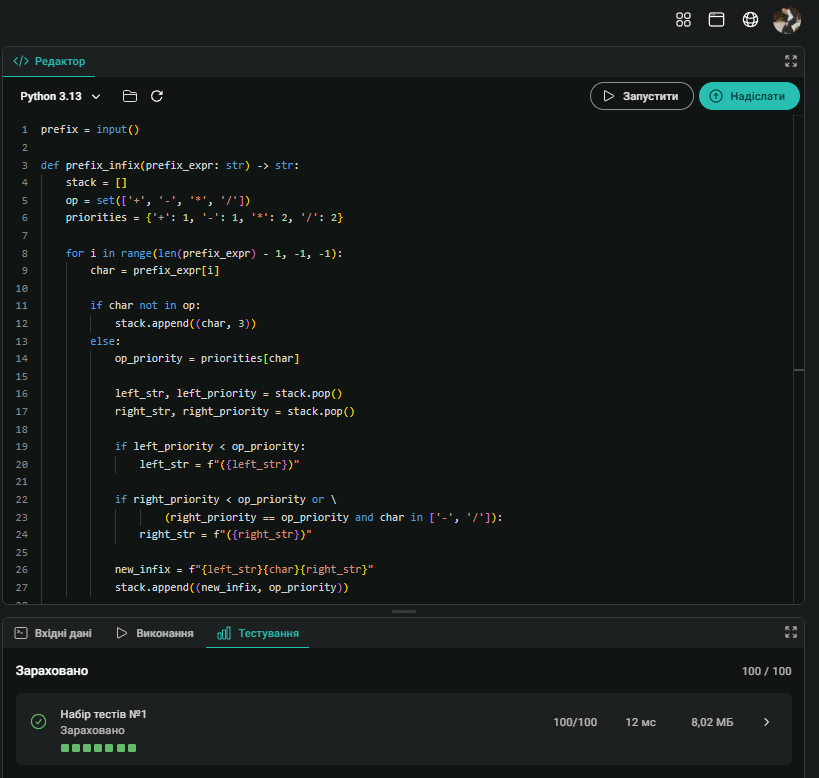 </> Редактор
Python 3.13
Запустити
Надіслати
1 prefix = input()
2
3 def prefix_infix(prefix_expr: str) -> str:
4     stack = []
5     op = set(['+', '-', '*', '/'])
6     priorities = {'+': 1, '-': 1, '*': 2, '/': 2}
7
8     for i in range(len(prefix_expr) - 1, -1, -1):
9         char = prefix_expr[i]
10
11         if char not in op:
12             stack.append((char, 3))
13         else:
14             op_priority = priorities[char]
15
16             left_str, left_priority = stack.pop()
17             right_str, right_priority = stack.pop()
18
19             if left_priority < op_priority:
20                 left_str = f"({left_str})"
21
22             if right_priority < op_priority or \
23                     (right_priority == op_priority and char in ['-', '/']):
24                 right_str = f"({right_str})"
25
26             new_infix = f"{left_str}{char}{right_str}"
27             stack.append((new_infix, op_priority))
Вхідні дані
Виконання
Тестування
Зараховано
100 / 100
Набір тестів №1
Зараховано
100/100
12 мс
8,02 МБ